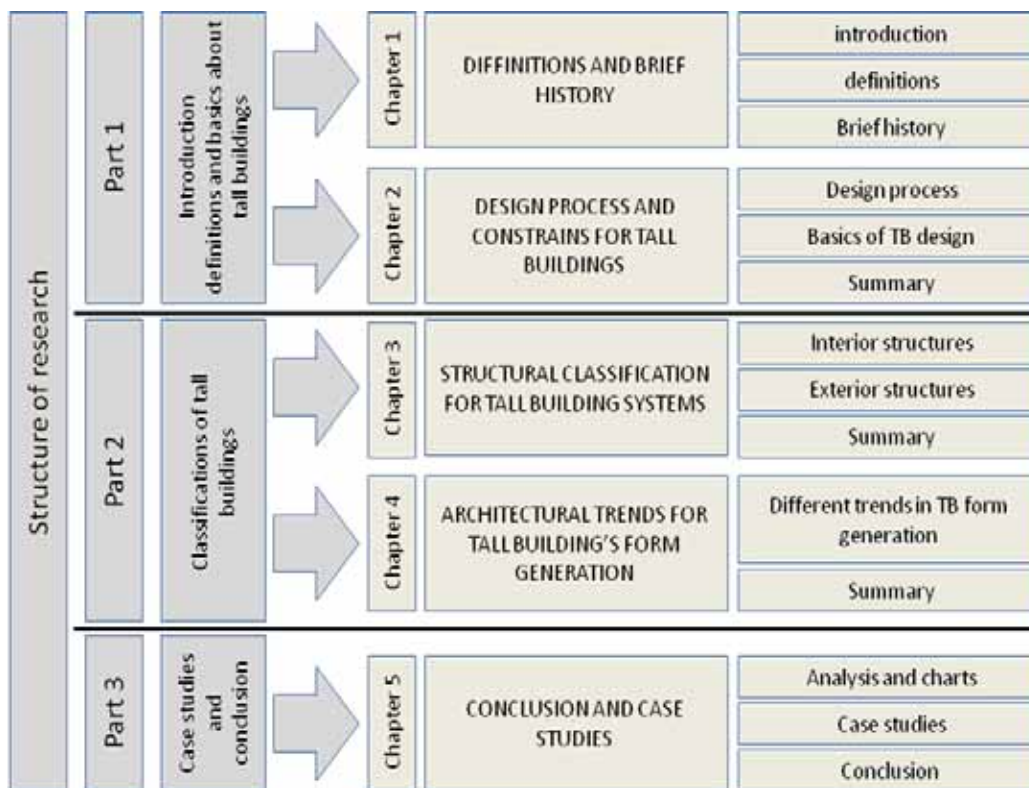 Structure of research
Part 1
Introduction
definitions and basics about
tall buildings
Chapter 1
DIFFINITIONS AND BRIEF
HISTORY
introduction
definitions
Brief history
Chapter 2
DESIGN PROCESS AND
CONSTRAINS FOR TALL
BUILDINGS
Design process
Basics of TB design
Summary
Part 2
Classifications of tall
buildings
Chapter 3
STRUCTURAL CLASSIFICATION
FOR TALL BUILDING SYSTEMS
Interior structures
Exterior structures
Summary
Chapter 4
ARCHITECTURAL TRENDS FOR
TALL BUILDING'S FORM
GENERATION
Different trends in TB form
generation
Summary
Part 3
Case studies
and
conclusion
Chapter 5
CONCLUSION AND CASE
STUDIES
Analysis and charts
Case studies
Conclusion